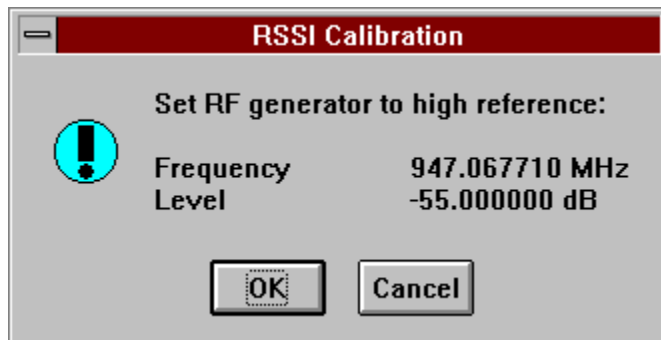 RSSI Calibration
Set RF generator to high reference:
Frequency 947.067710 MHz
Level -55.000000 dB
OK Cancel